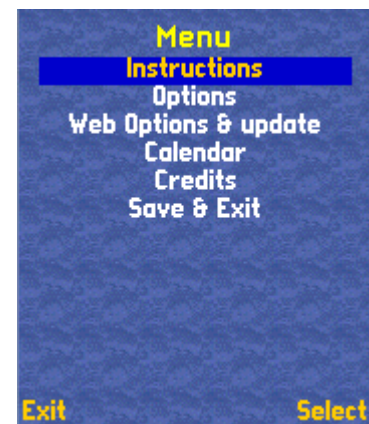 Menu
Instructions
Options
Web Options & update
Calendar
Credits
Save & Exit
Exit Select